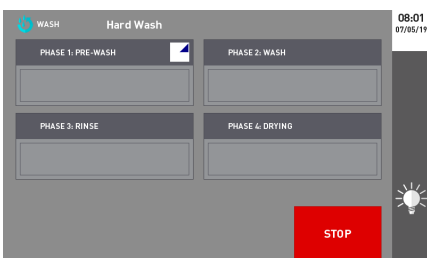 WASH Hard Wash
08:01
07/05/19
PHASE 1: PRE-WASH
PHASE 2: WASH
PHASE 3: RINSE
PHASE 4: DRYING
STOP